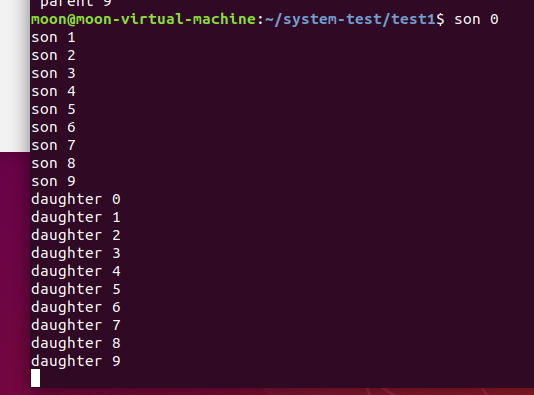 parent 9
moon@moon-virtual-machine:~/system-test/test1$ son 0
son 1
son 2
son 3
son 4
son 5
son 6
son 7
son 8
son 9
daughter 0
daughter 1
daughter 2
daughter 3
daughter 4
daughter 5
daughter 6
daughter 7
daughter 8
daughter 9